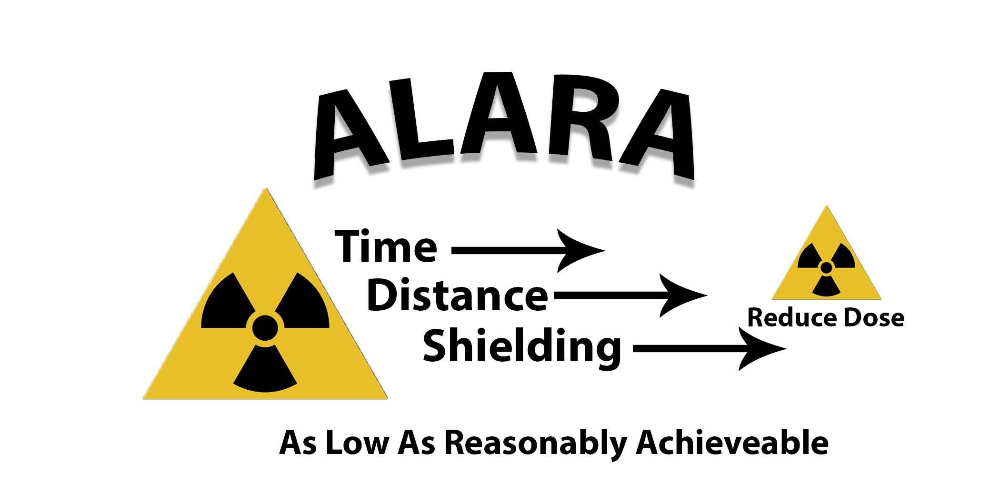 ALARA
Time
Distance
Shielding
Reduce Dose
As Low As Reasonably Achieveable